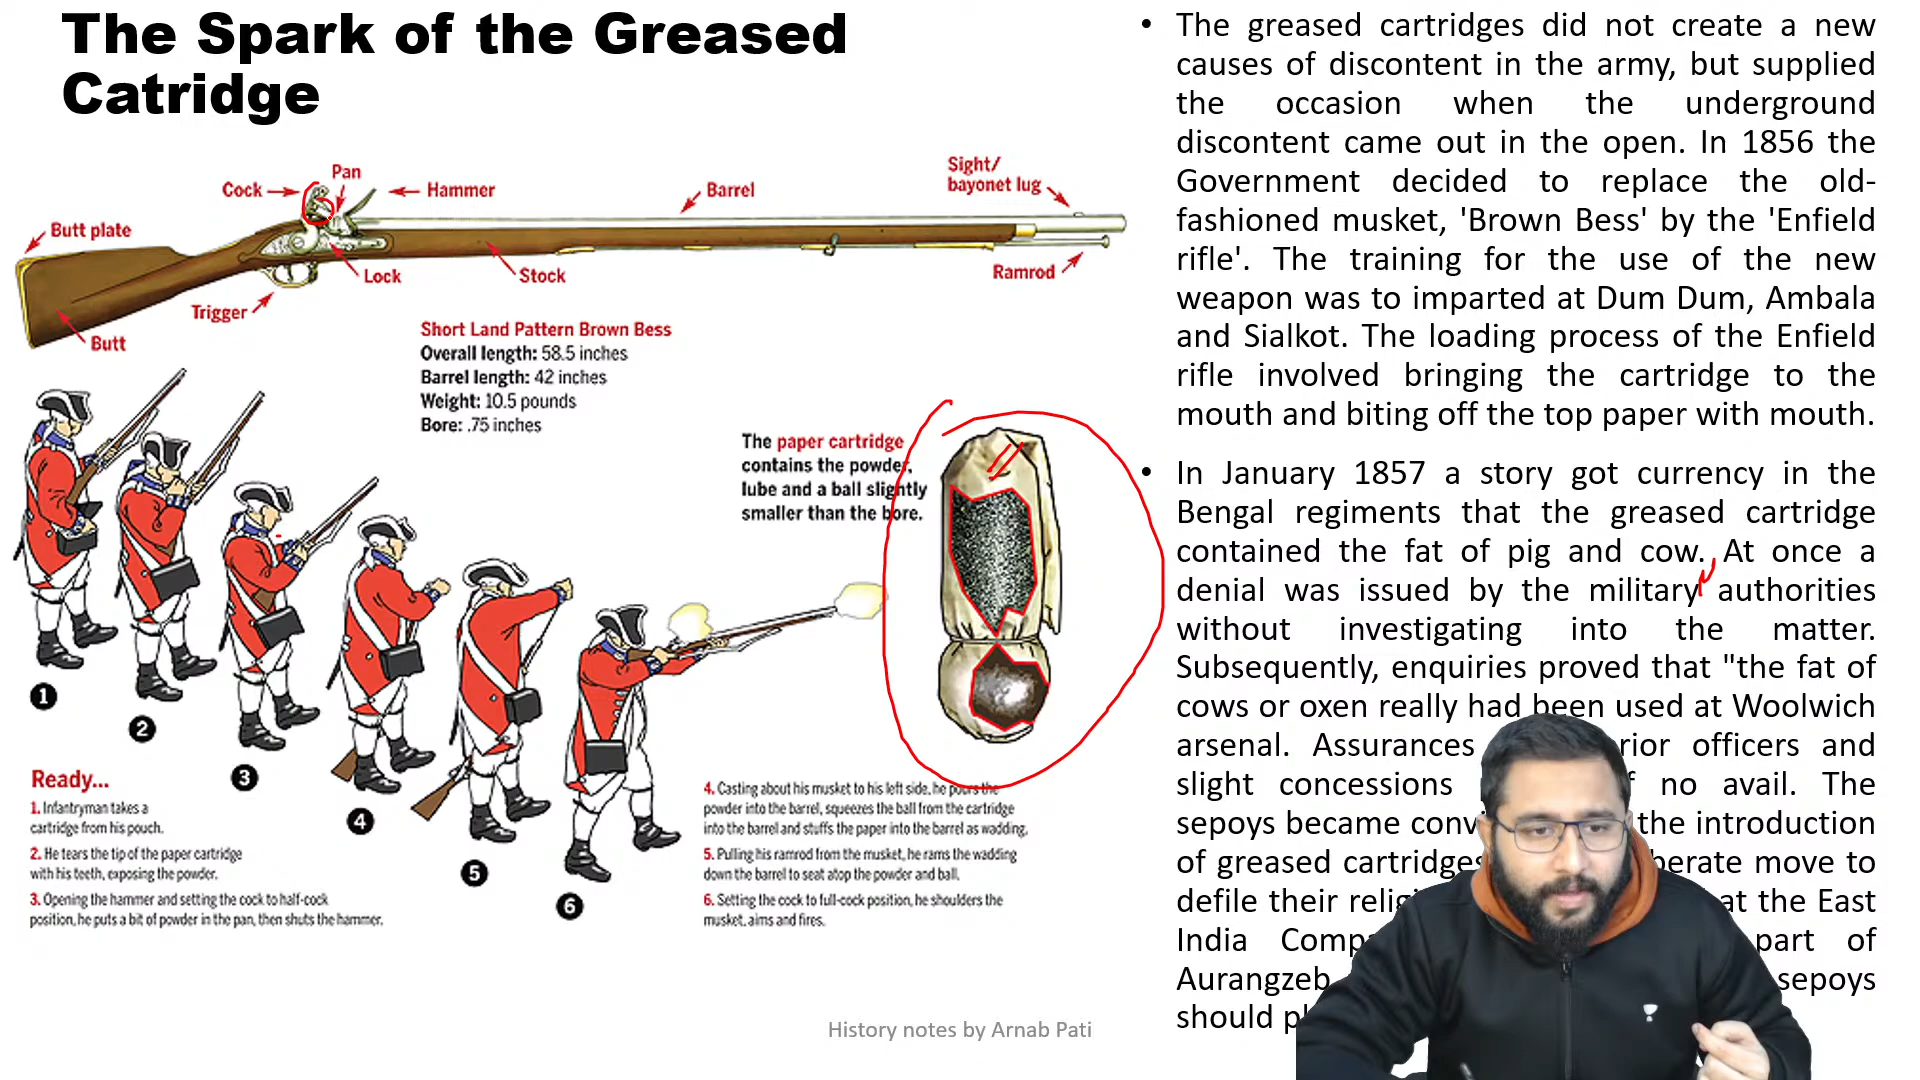 The Spark of the Greased
Catridge
Pan
Cock
Hammer
Barrel
Sight/
bayonet lug
Butt plate
Lock
Stock
Ramrod
Trigger
Butt
Short Land Pattern Brown Bess
Overall length: 58.5 inches
Barrel length: 42 inches
Weight: 10.5 pounds
Bore: .75 inches
The paper cartridge
contains the powder,
lube and a ball slightly
smaller than the bore.
1
2
3
4
5
6
Ready...
1. Infantryman takes a
cartridge from his pouch.
2. He tears the tip of the paper cartridge
with his teeth, exposing the powder.
3. Opening the hammer and setting the cock to half-cock
position, he puts a bit of powder in the pan, then shuts the hammer.
4. Casting about his musket to his left side, he pours the
powder into the barrel, squeezes the ball from the cartridge
into the barrel and stuffs the paper into the barrel as wadding.
5. Pulling his ramrod from the musket, he rams the wadding
down the barrel to seat atop the powder and ball.
6. Setting the cock to full-cock position, he shoulders the
musket, aims and fires.
• The greased cartridges did not create a new
causes of discontent in the army, but supplied
the occasion when the underground
discontent came out in the open. In 1856 the
Government decided to replace the old-
fashioned musket, 'Brown Bess' by the 'Enfield
rifle'. The training for the use of the new
weapon was to imparted at Dum Dum, Ambala
and Sialkot. The loading process of the Enfield
rifle involved bringing the cartridge to the
mouth and biting off the top paper with mouth.
• In January 1857 a story got currency in the
Bengal regiments that the greased cartridge
contained the fat of pig and cow. At once a
denial was issued by the military authorities
without investigating into the matter.
Subsequently, enquiries proved that "the fat of
cows or oxen really had been used at Woolwich
arsenal. Assurances officers and
slight concessions no avail. The
sepoys became the introduction
of greased cartridges move to
defile their at the East
India part of
Aurangzeb sepoys
should
History notes by Arnab Pati